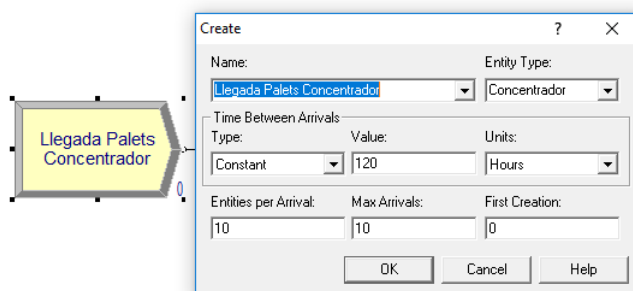 Create
?
Name:
Entity Type:
Llegada Palets Concentrador
Concentrador
Time Between Arrivals
Type:
Value:
Units:
Constant
120
Hours
Entities per Arrival:
Max Arrivals:
First Creation:
10
10
0
OK
Cancel
Help
Llegada Palets
Concentrador
0